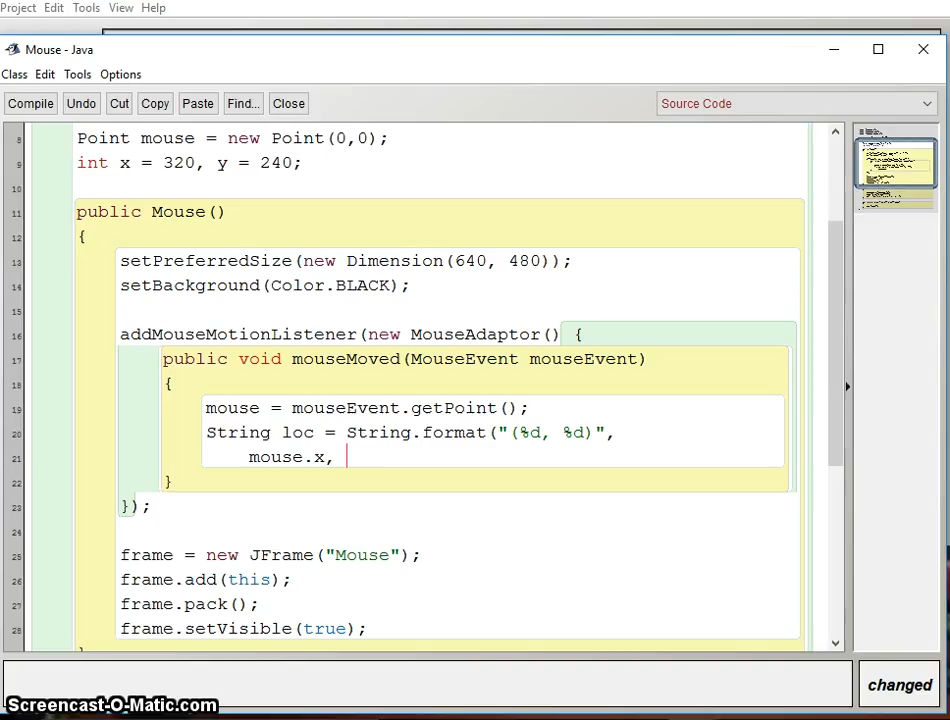 Project Edit Tools View Help
Mouse - Java
Class Edit Tools Options
Compile Undo Cut Copy Paste Find... Close Source Code
8 Point mouse = new Point(0,0);
9 int x = 320, y = 240;
10
11 public Mouse()
12 {
13 setPreferredSize(new Dimension(640, 480));
14 setBackground(Color.BLACK);
15
16 addMouseMotionListener(new MouseAdaptor() {
17 public void mouseMoved(MouseEvent mouseEvent)
18 {
19 mouse = mouseEvent.getPoint();
20 String loc = String.format("(%d, %d)",
21 mouse.x,
22 }
23 });
24
25 frame = new JFrame("Mouse");
26 frame.add(this);
27 frame.pack();
28 frame.setVisible(true);
changed
Screencast-O-Matic.com